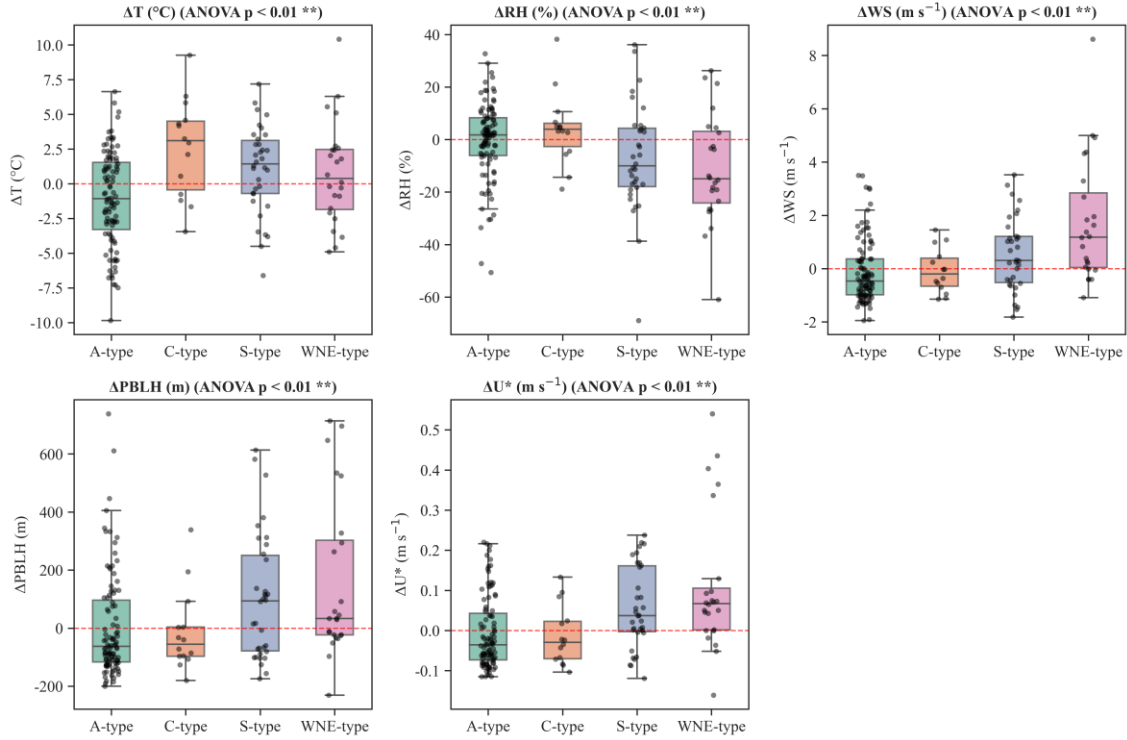 ΔT (°C) (ANOVA p < 0.01 **)
ΔT (°C)
10.0
7.5
5.0
2.5
0.0
-2.5
-5.0
-7.5
-10.0
A-type C-type S-type WNE-type
ΔRH (%) (ANOVA p < 0.01 **)
ΔRH (%)
40
20
0
-20
-40
-60
A-type C-type S-type WNE-type
ΔWS (m s⁻¹) (ANOVA p < 0.01 **)
ΔWS (m s⁻¹)
8
6
4
2
0
-2
A-type C-type S-type WNE-type
ΔPBLH (m) (ANOVA p < 0.01 **)
ΔPBLH (m)
600
400
200
0
-200
A-type C-type S-type WNE-type
ΔU* (m s⁻¹) (ANOVA p < 0.01 **)
ΔU* (m s⁻¹)
0.5
0.4
0.3
0.2
0.1
0.0
-0.1
A-type C-type S-type WNE-type